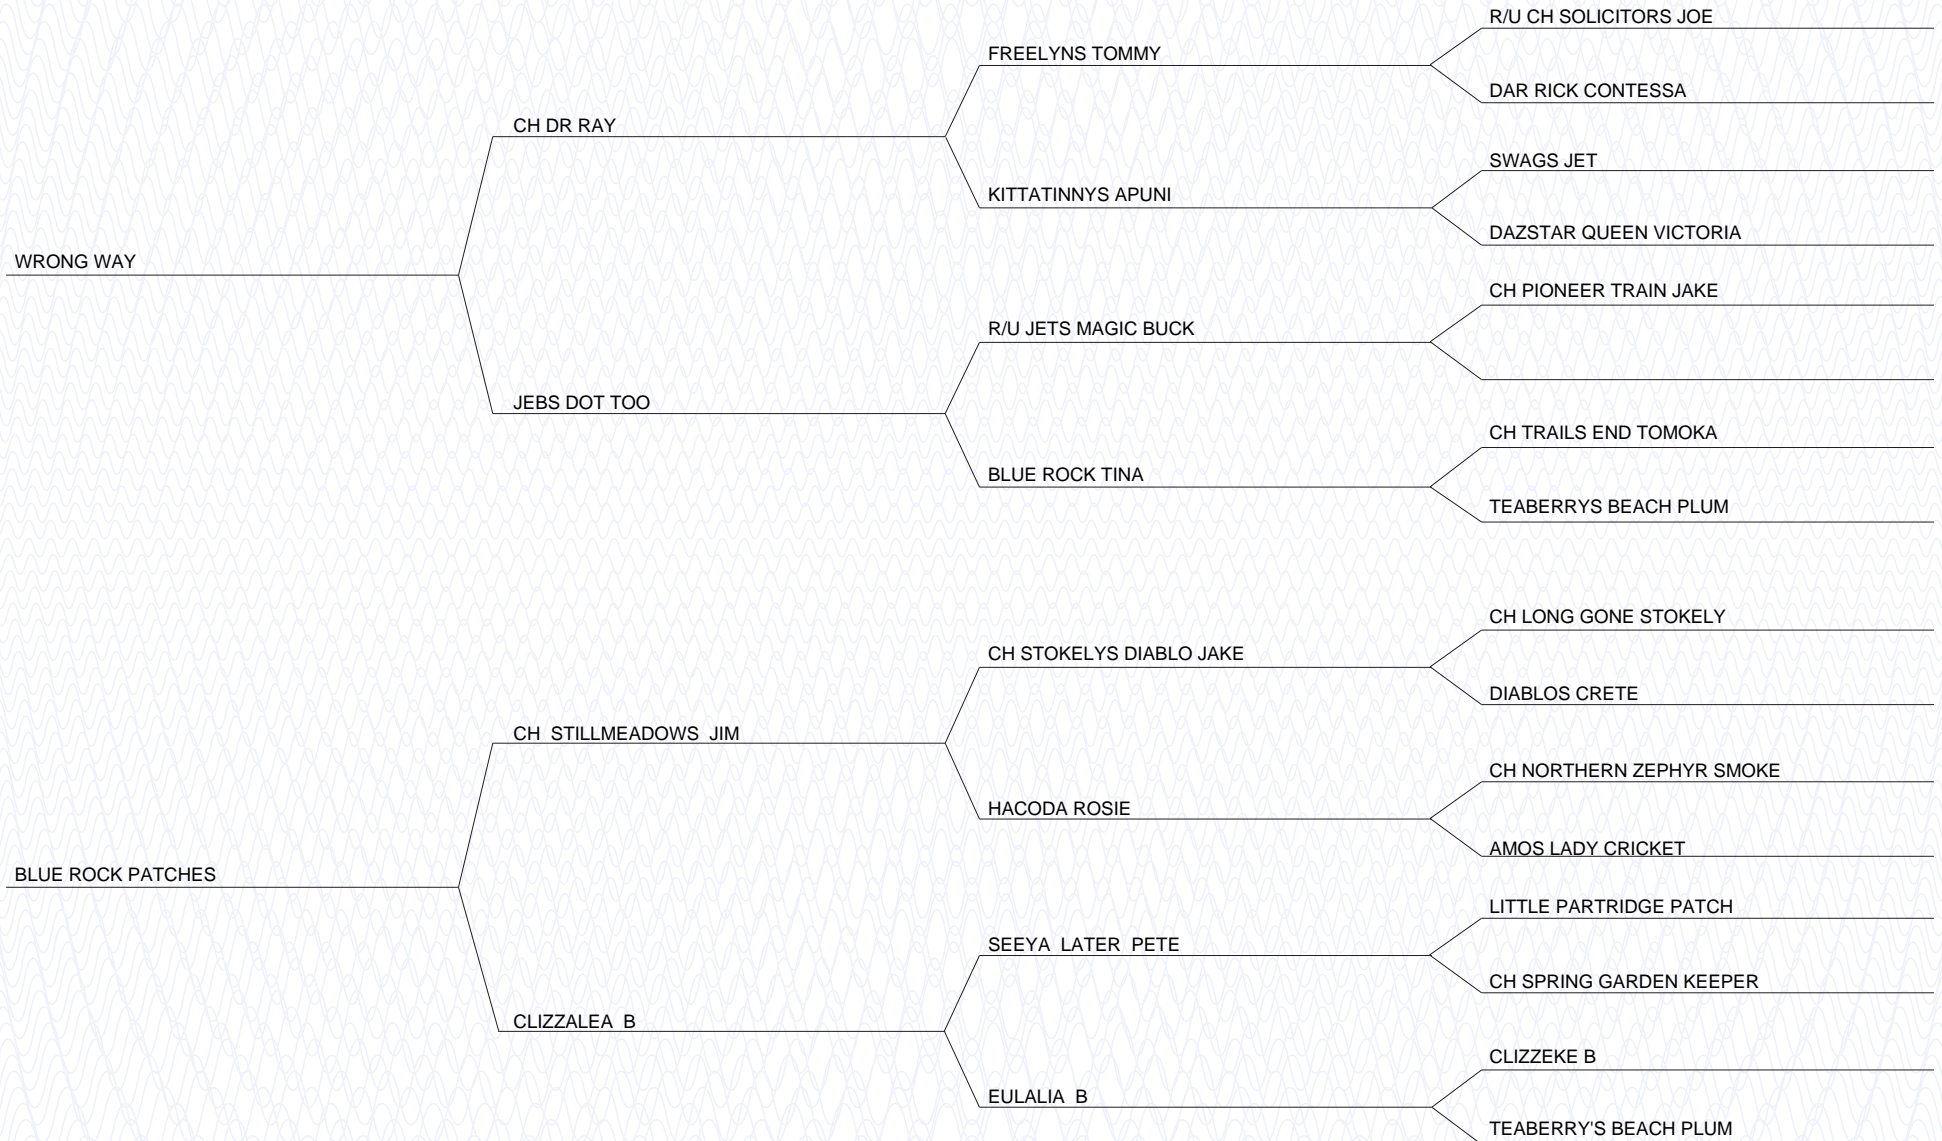 R/U CH SOLICITORS JOE
FREELYNS TOMMY
DAR RICK CONTESSA
CH DR RAY
SWAGS JET
KITTATINNYS APUNI
DAZSTAR QUEEN VICTORIA
WRONG WAY
CH PIONEER TRAIN JAKE
R/U JETS MAGIC BUCK
JEBS DOT TOO
CH TRAILS END TOMOKA
BLUE ROCK TINA
TEABERRYS BEACH PLUM
CH LONG GONE STOKELY
CH STOKELYS DIABLO JAKE
DIABLOS CRETE
CH STILLMEADOWS JIM
CH NORTHERN ZEPHYR SMOKE
HACODA ROSIE
AMOS LADY CRICKET
BLUE ROCK PATCHES
LITTLE PARTRIDGE PATCH
SEEYA LATER PETE
CH SPRING GARDEN KEEPER
CLIZZALEA B
CLIZZEKE B
EULALIA B
TEABERRY'S BEACH PLUM